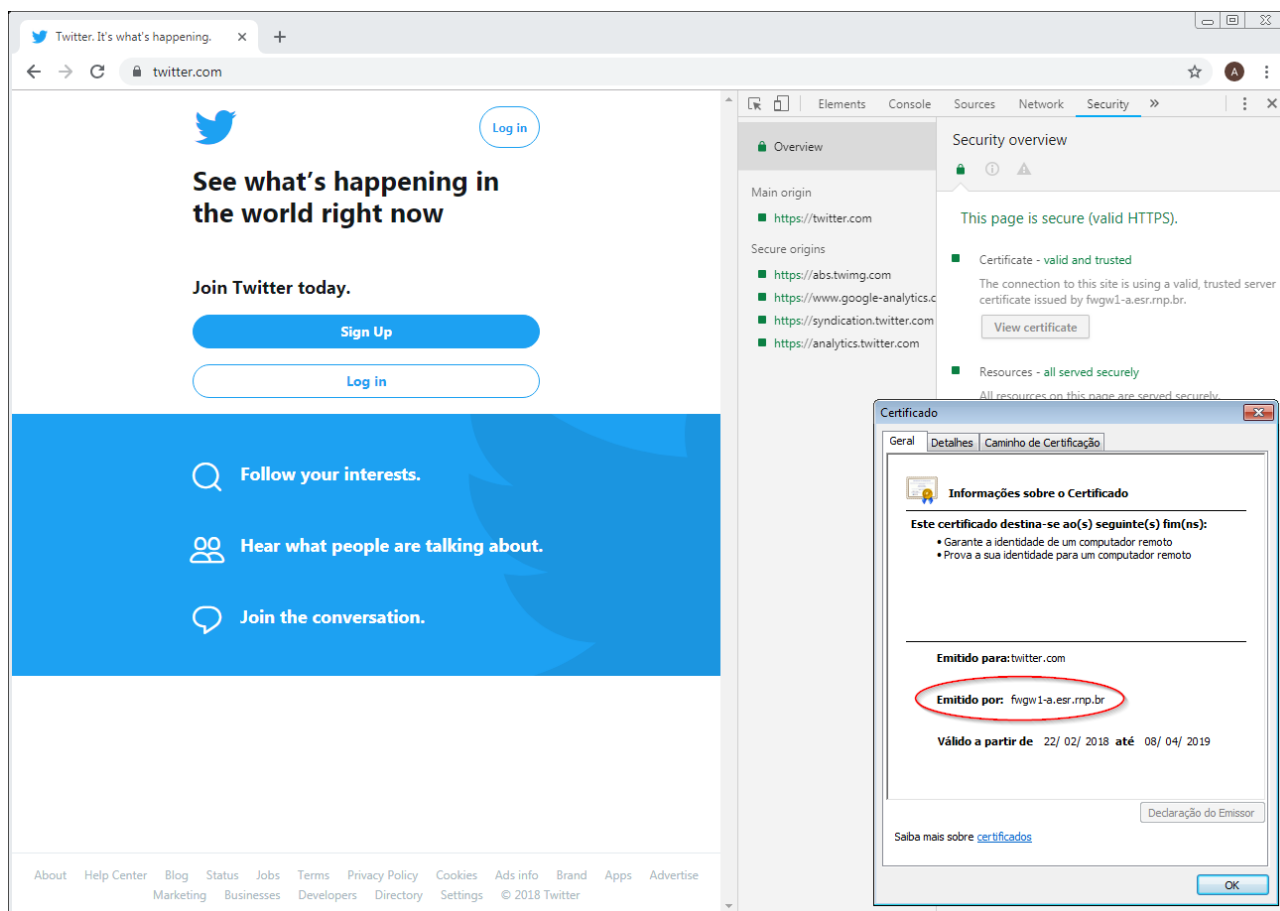 Twitter. It's what's happening.
twitter.com
A
Log in
See what's happening in
the world right now
Join Twitter today.
Sign Up
Log in
Follow your interests.
Hear what people are talking about.
Join the conversation.
About Help Center Blog Status Jobs Terms Privacy Policy Cookies Ads info Brand Apps Advertise
Marketing Businesses Developers Directory Settings © 2018 Twitter
Elements Console Sources Network Security »
Overview
Main origin
https://twitter.com
Secure origins
https://abs.twimg.com
https://www.google-analytics.c
https://syndication.twitter.com
https://analytics.twitter.com
Security overview
This page is secure (valid HTTPS).
Certificate - valid and trusted
The connection to this site is using a valid, trusted server
certificate issued by fwgw1-a.esr.rnp.br.
View certificate
Resources - all served securely
All resources on this page are served securely.
Certificado
Geral Detalhes Caminho de Certificação
Informações sobre o Certificado
Este certificado destina-se ao(s) seguinte(s) fim(ns):
• Garante a identidade de um computador remoto
• Prova a sua identidade para um computador remoto
Emitido para: twitter.com
Emitido por: fwgw1-a.esr.rnp.br
Válido a partir de 22/ 02/ 2018 até 08/ 04/ 2019
Declaração do Emissor
Saiba mais sobre certificados
OK